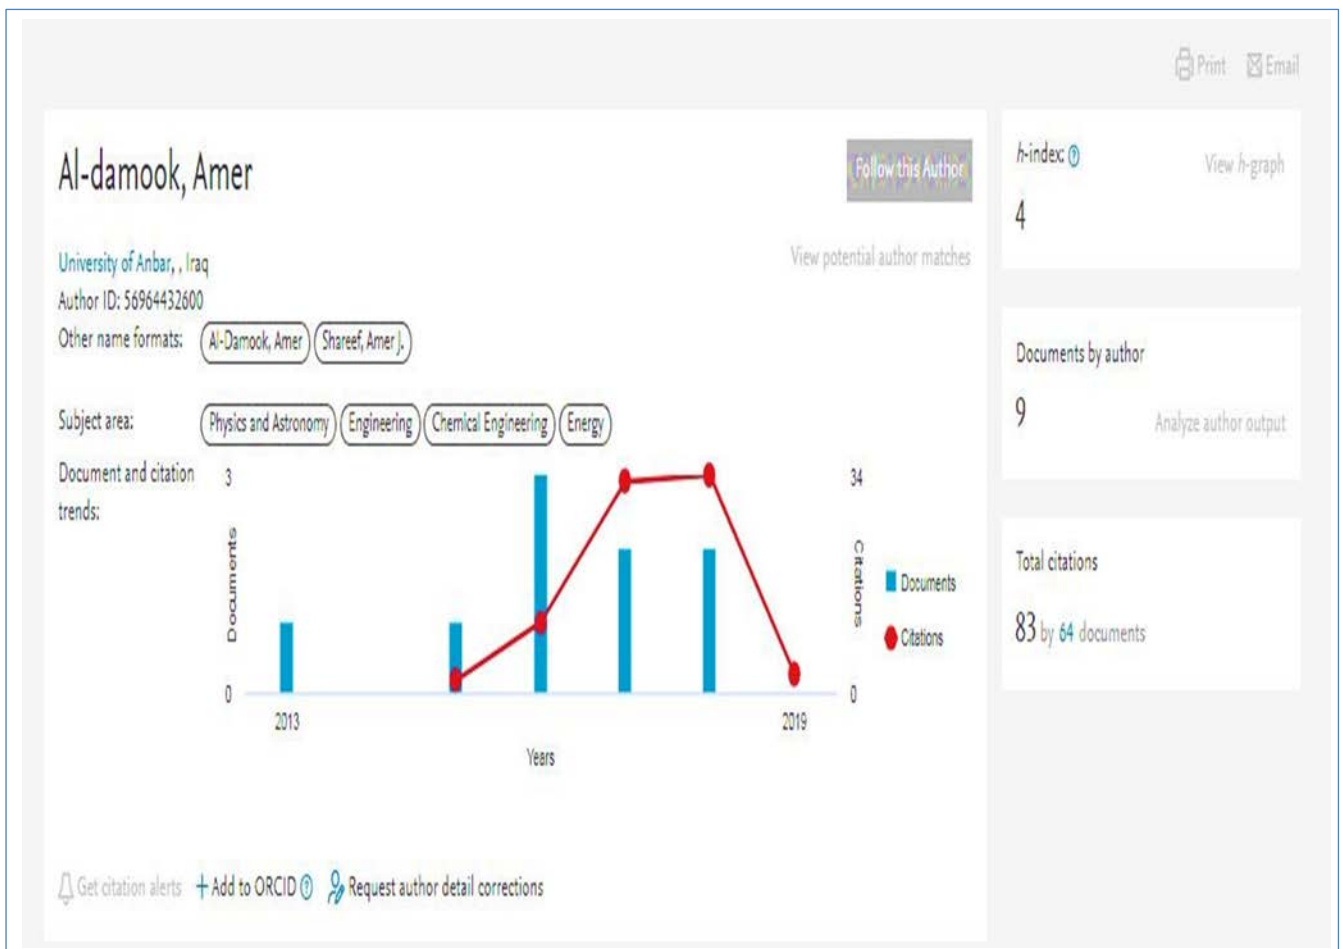 Print Email
Al-damook, Amer
Follow this Author
University of Anbar, , Iraq
View potential author matches
Author ID: 56964432600
Other name formats: Al-Damook, Amer Shareef, Amer J.
Subject area: Physics and Astronomy Engineering Chemical Engineering Energy
Document and citation trends:
3
Documents
0
34
Citations
0
2013
2019
Years
Documents
Citations
Get citation alerts + Add to ORCID ? Request author detail corrections
h-index: ?
View h-graph
4
Documents by author
9
Analyze author output
Total citations
83 by 64 documents